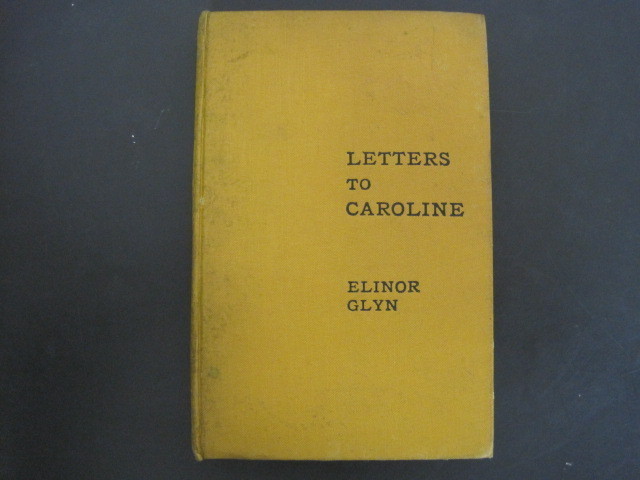 LETTERS
TO
CAROLINE
ELINOR
GLYN